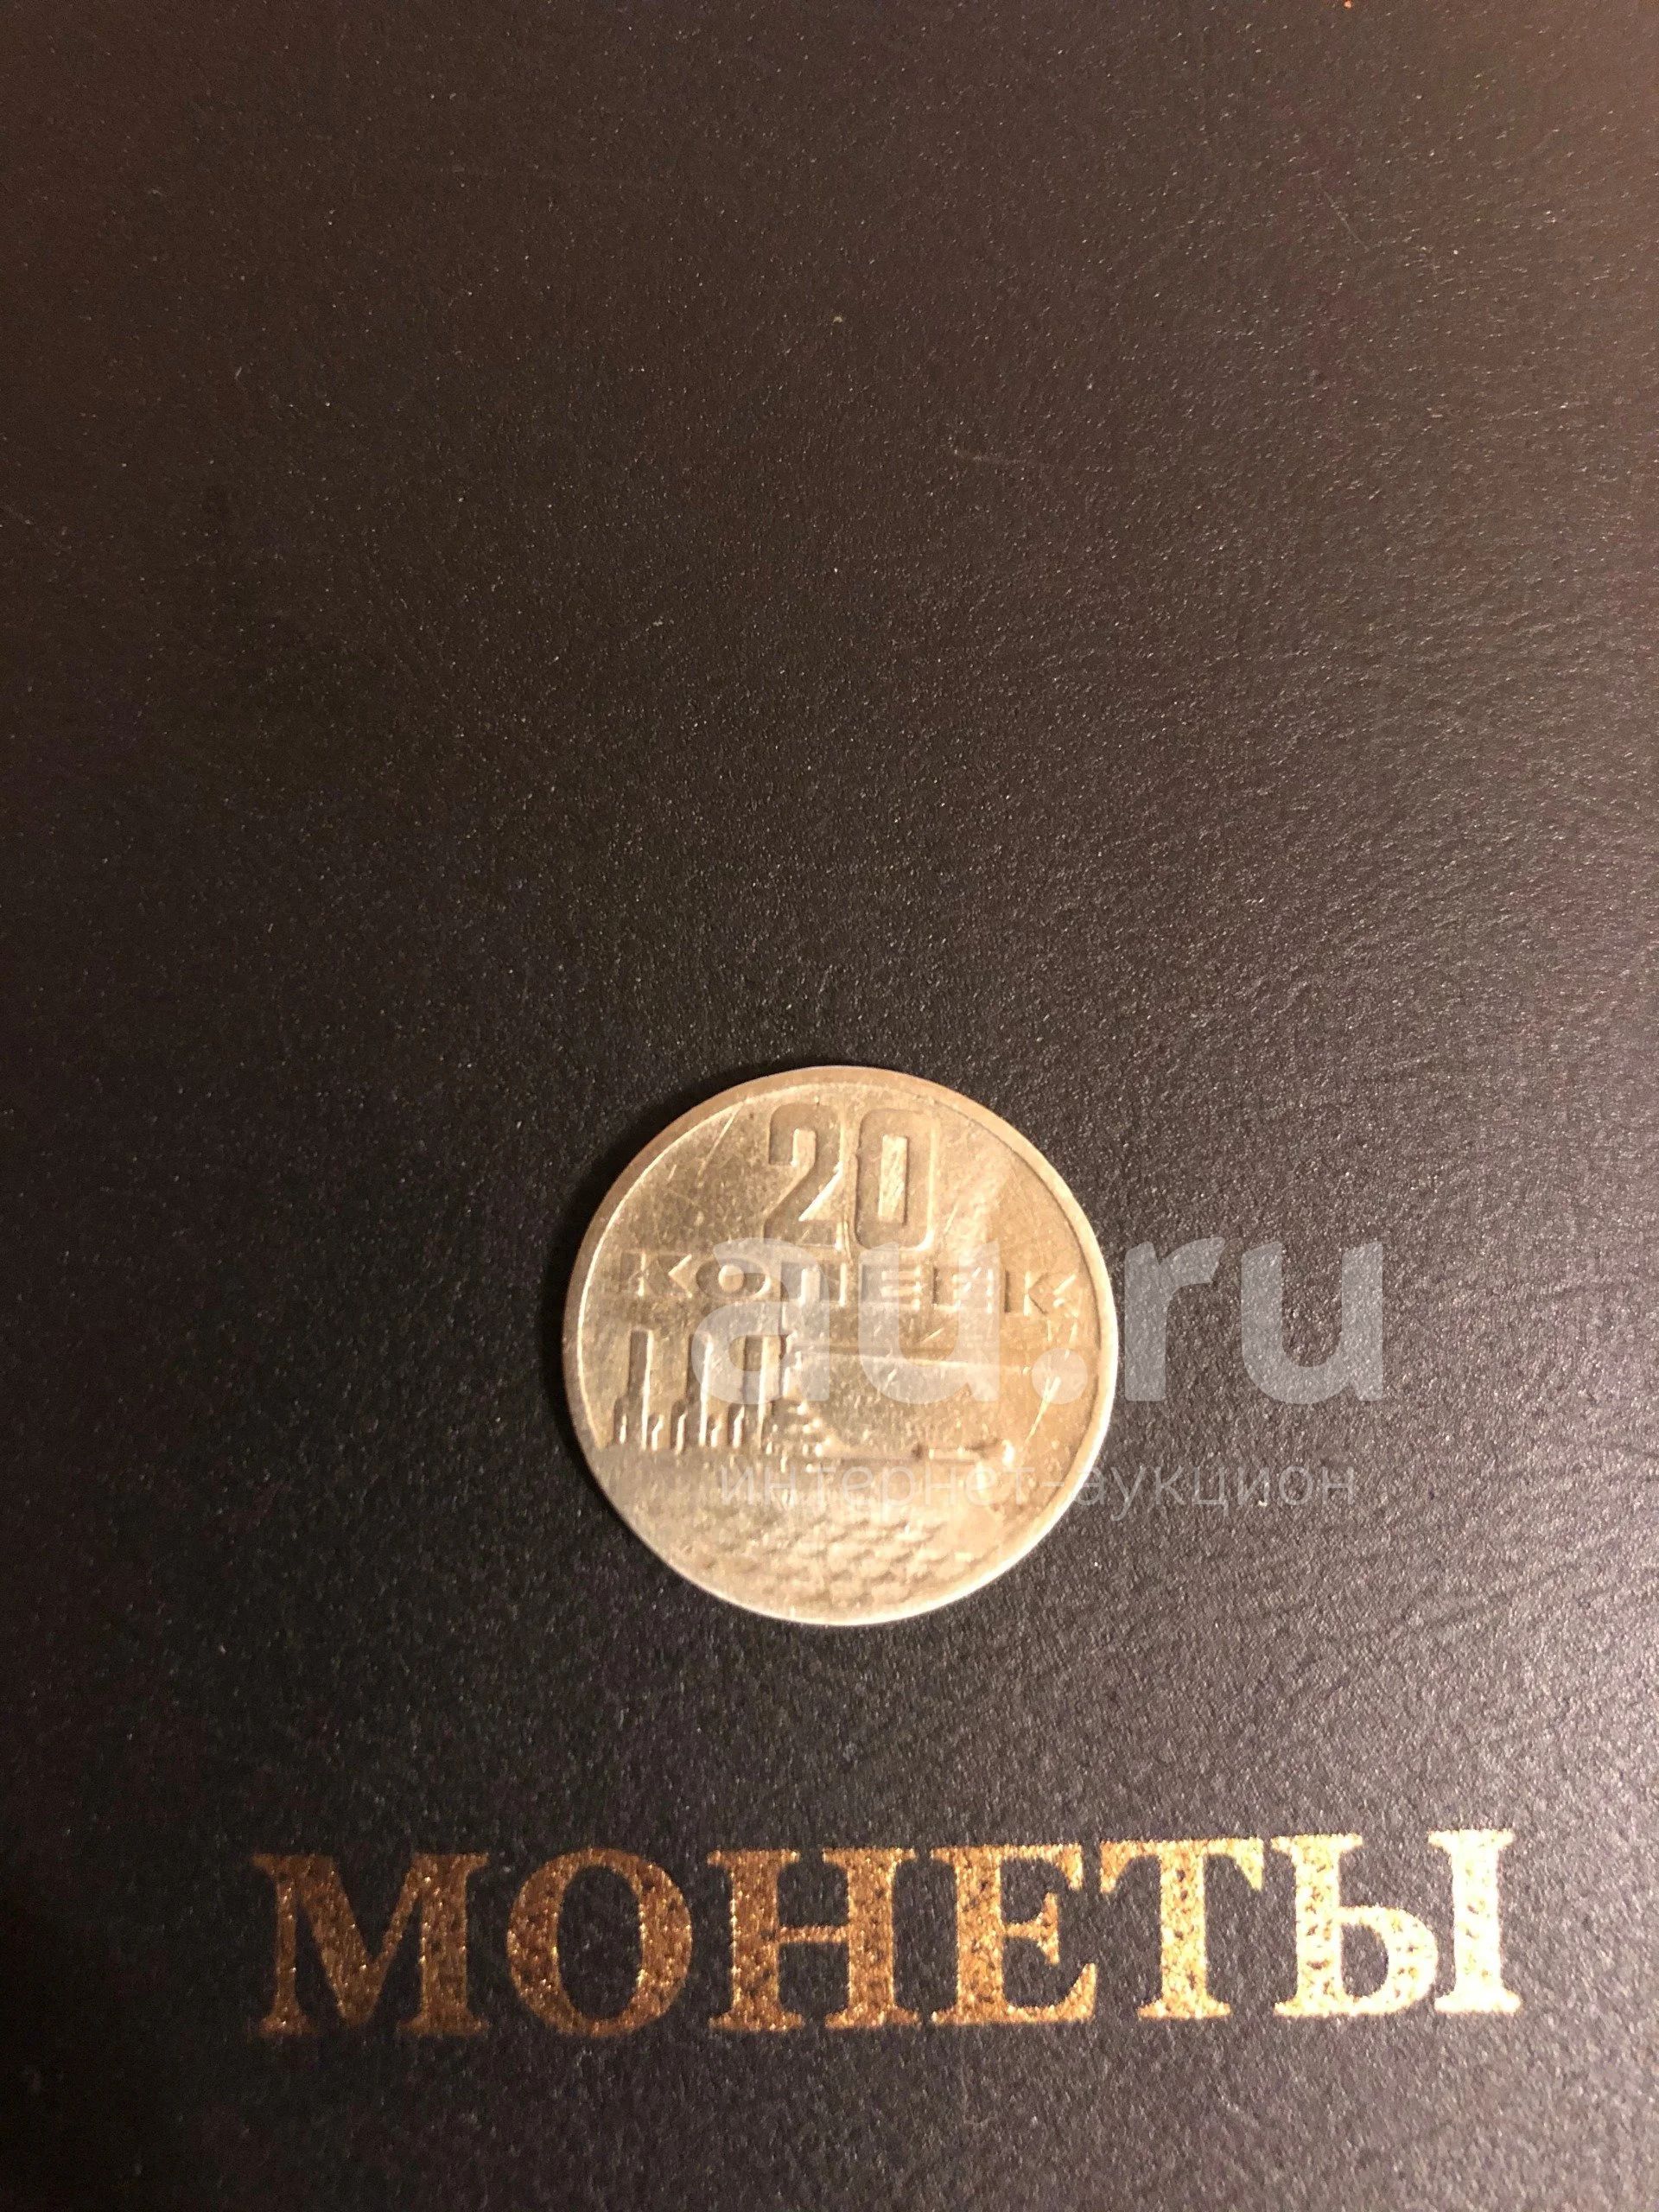 20
КОПЕЕК
au.ru
интернет-аукцион
МОНЕТЫ